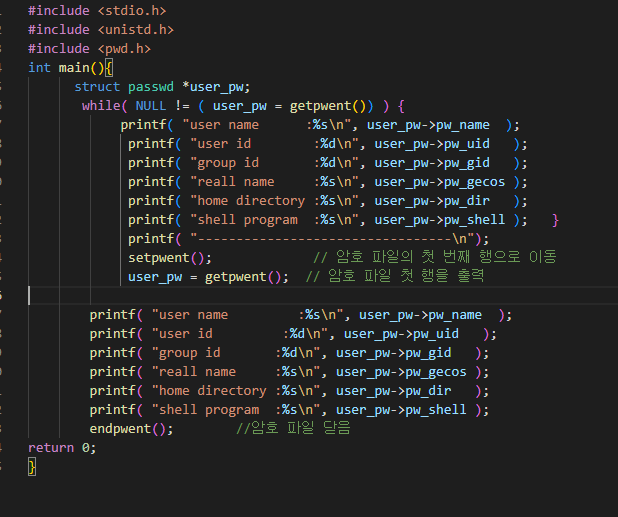 #include <stdio.h>
#include <unistd.h>
#include <pwd.h>
int main(){
struct passwd *user_pw;
while( NULL != ( user_pw = getpwent()) ) {
printf( "user name      :%s\n", user_pw->pw_name  );
printf( "user id        :%d\n", user_pw->pw_uid   );
printf( "group id       :%d\n", user_pw->pw_gid   );
printf( "reall name     :%s\n", user_pw->pw_gecos );
printf( "home directory :%s\n", user_pw->pw_dir   );
printf( "shell program  :%s\n", user_pw->pw_shell );   }
printf( "---------------------------------\n");
setpwent();             // 암호 파일의 첫 번째 행으로 이동
user_pw = getpwent();  // 암호 파일 첫 행을 출력
printf( "user name         :%s\n", user_pw->pw_name  );
printf( "user id         :%d\n", user_pw->pw_uid   );
printf( "group id       :%d\n", user_pw->pw_gid   );
printf( "reall name     :%s\n", user_pw->pw_gecos );
printf( "home directory :%s\n", user_pw->pw_dir   );
printf( "shell program  :%s\n", user_pw->pw_shell );
endpwent();        //암호 파일 닫음
return 0;
}